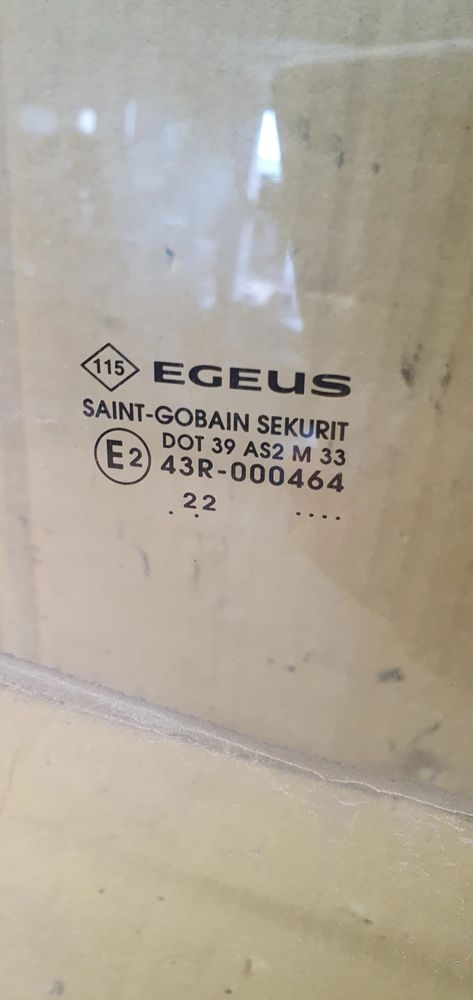 115 EGEUS
SAINT-GOBAIN SEKURIT
DOT 39 AS2 M 33
E2 43R-000464
. 22 . ....